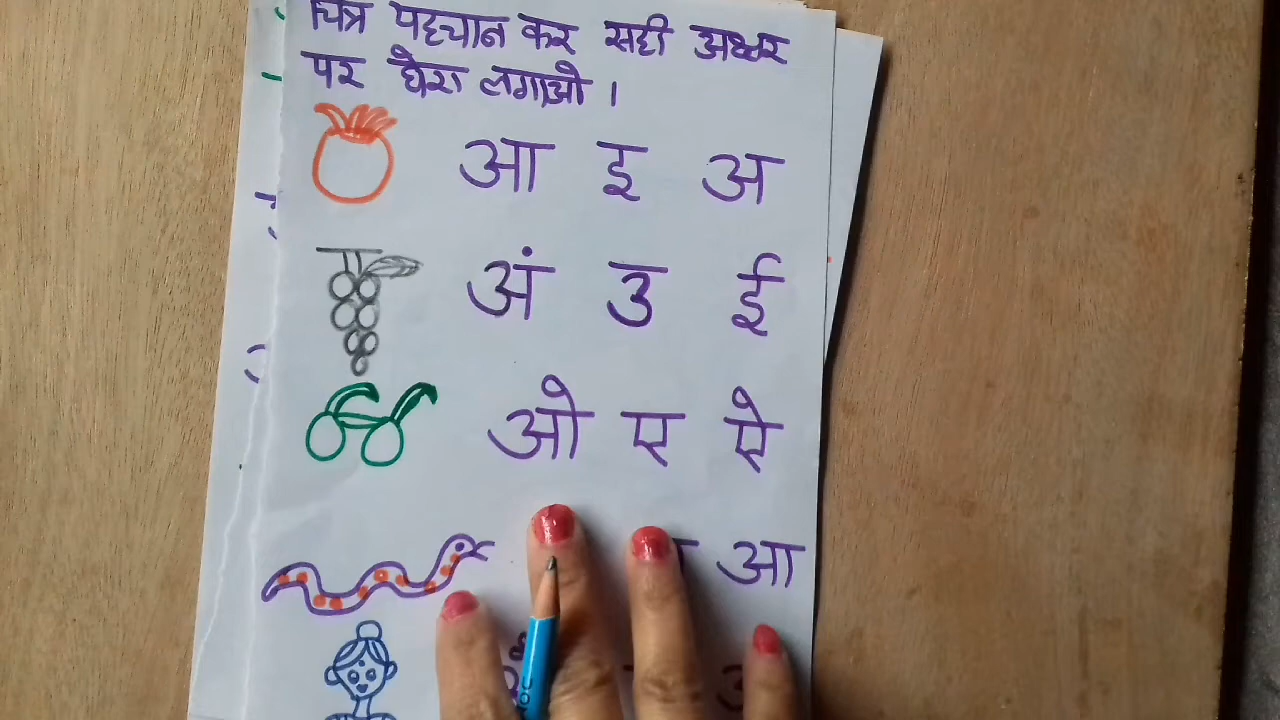 चित्र पहचान कर सही अक्षर
पर घेरा लगाओ ।
आ इ अ
अं उ ई
ओ ए ऐ
आ